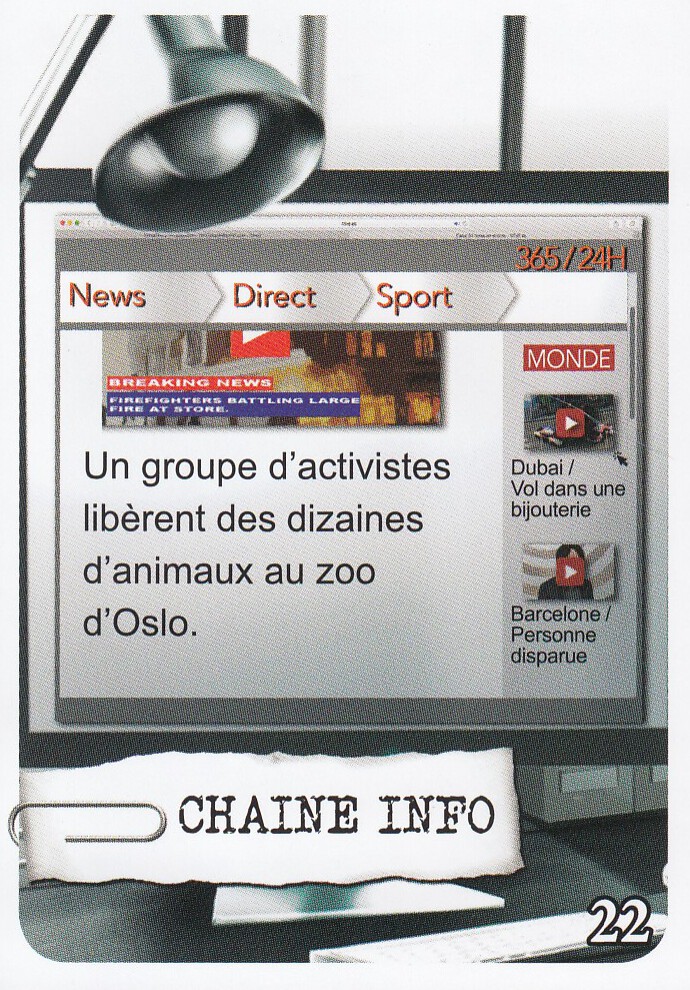 365/24H
News
Direct
Sport
BREAKING NEWS
FIREFIGHTERS BATTLING LARGE
FIRE AT STORE.
Un groupe d'activistes
libèrent des dizaines
d'animaux au zoo
d'Oslo.
MONDE
Dubai /
Vol dans une
bijouterie
Barcelone /
Personne
disparue
CHAINE INFO
22